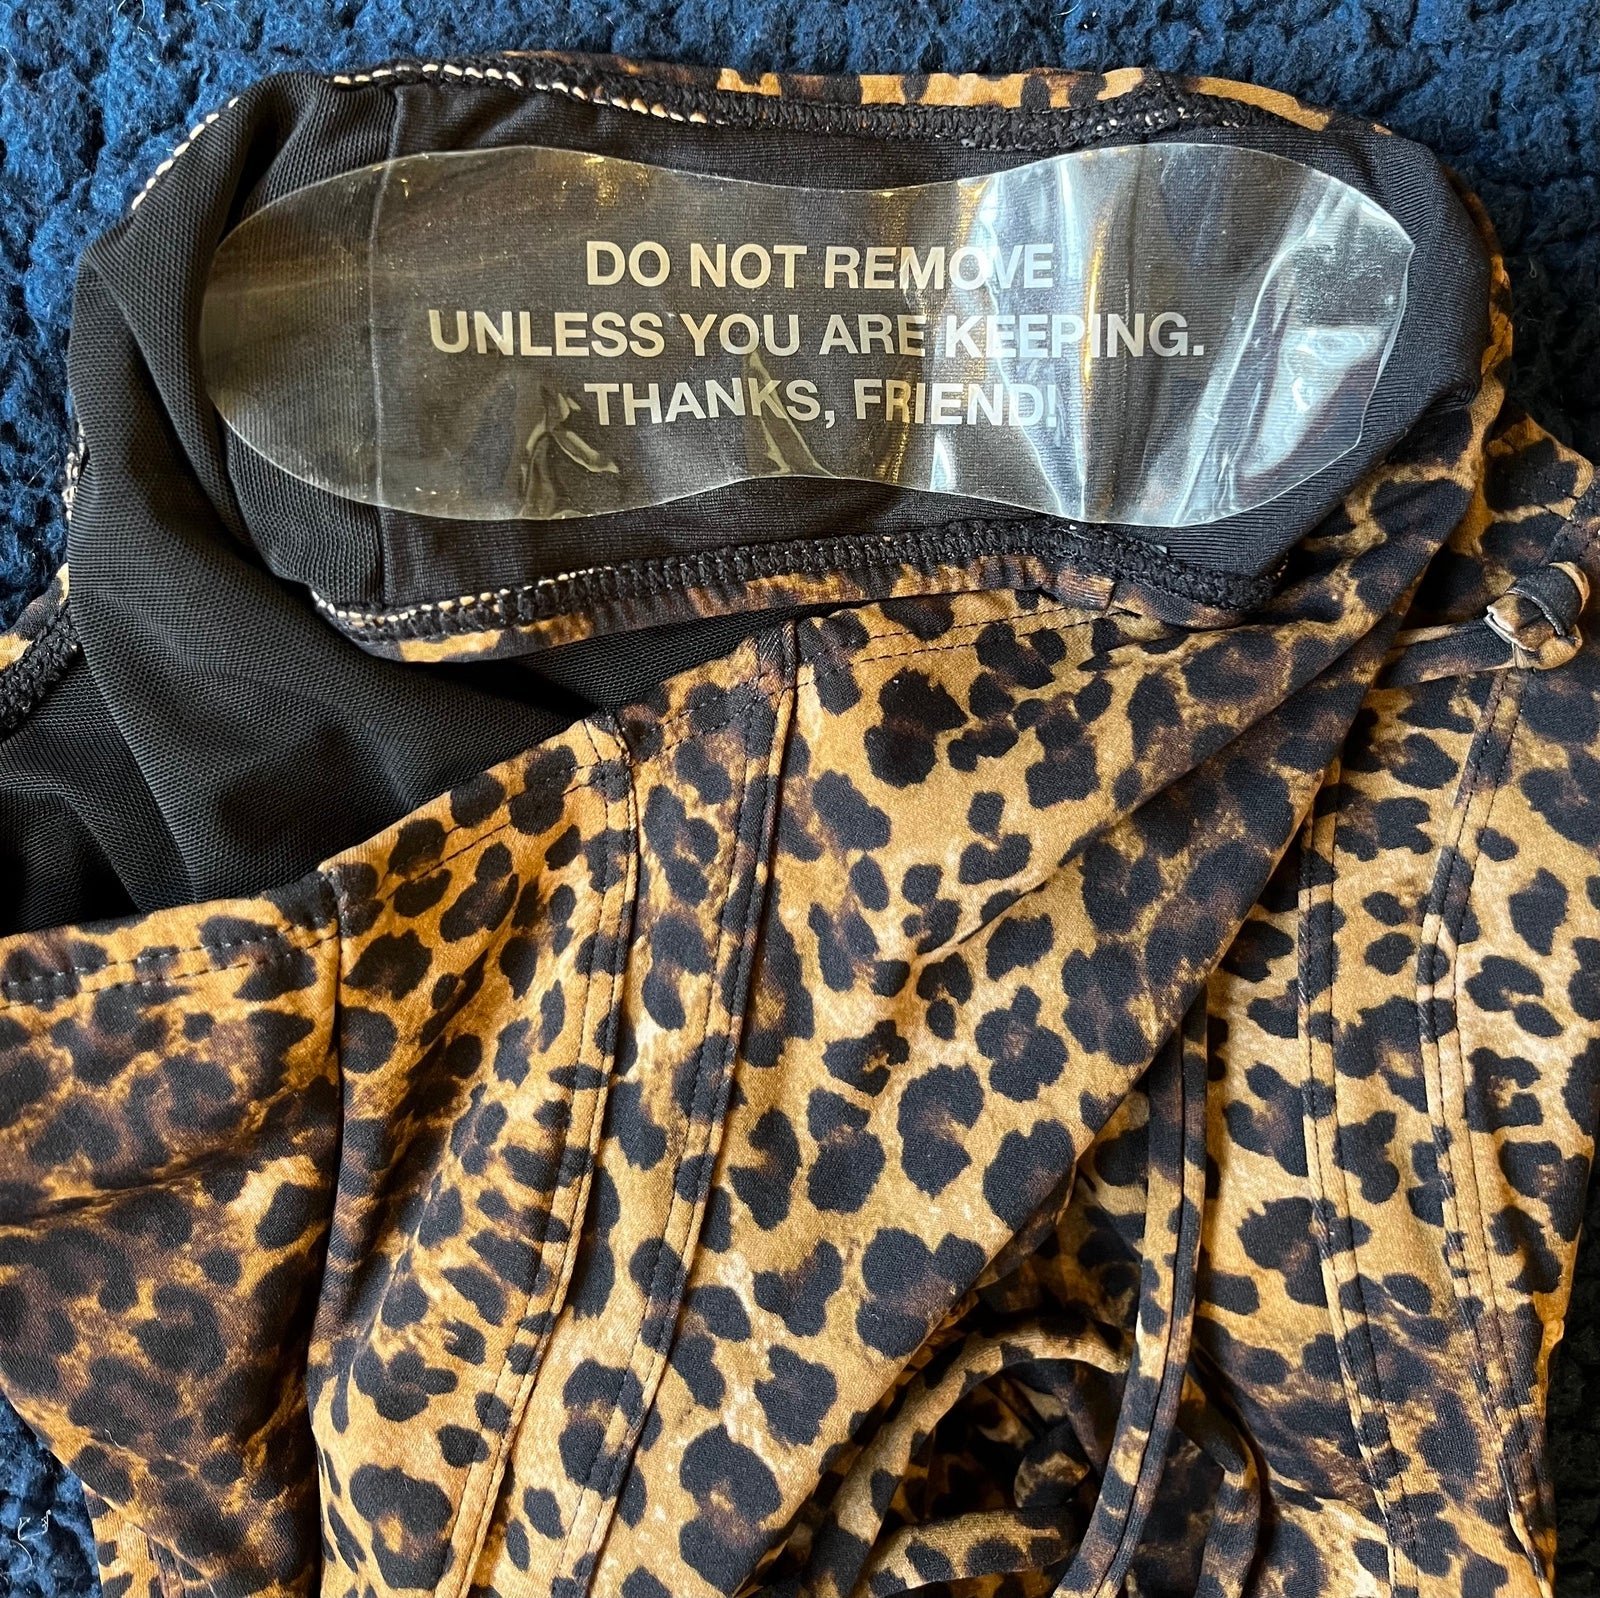 DO NOT REMOVE
UNLESS YOU ARE KEEPING.
THANKS, FRIEND!